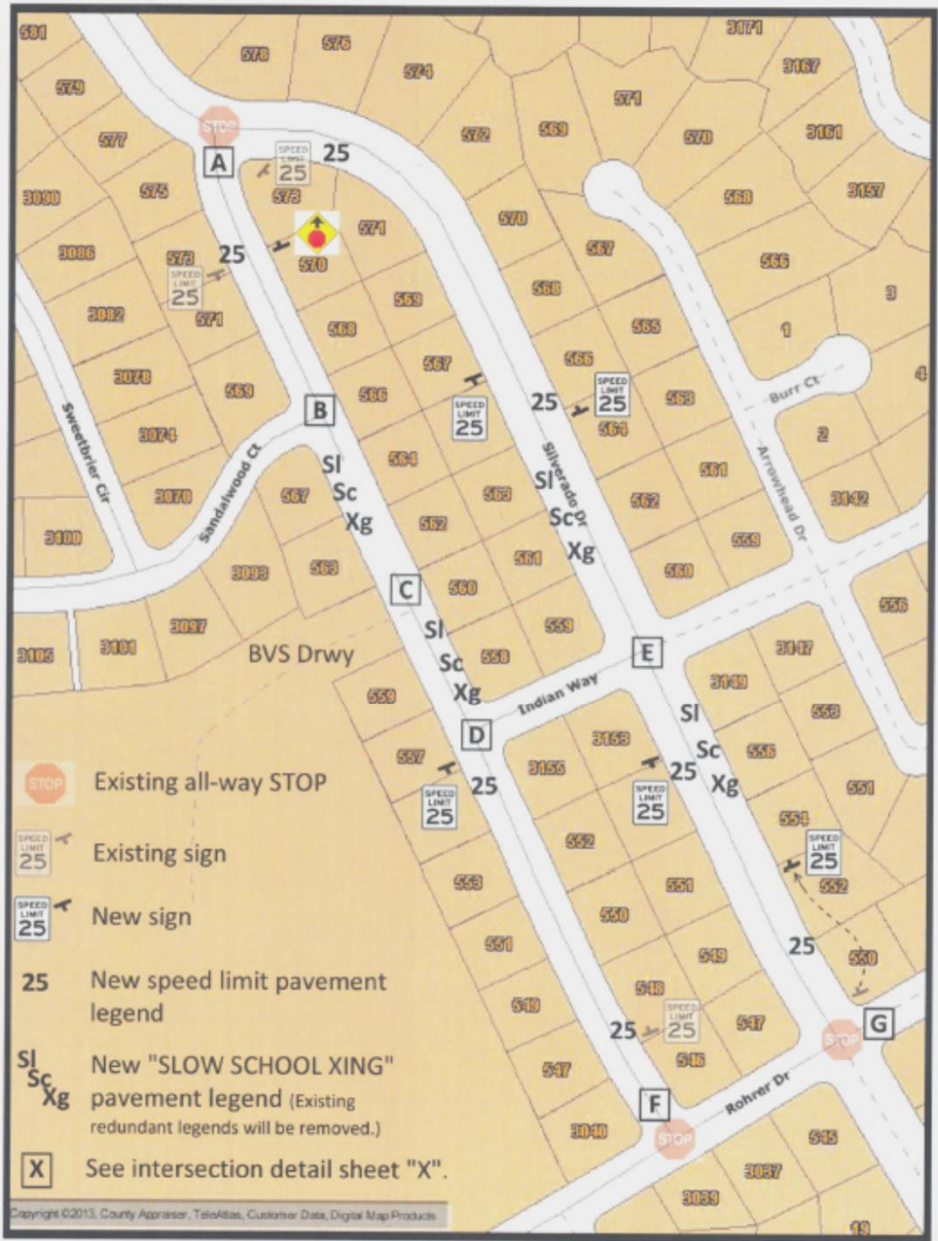 581
578
576
574
3171
3167
579
571
572
569
570
3161
577
STOP
A
SPEED LIMIT 25
25
3090
575
573
571
568
3157
570
3086
573
25
570
567
566
SPEED LIMIT 25
571
569
568
3
3082
568
565
1
3078
567
566
SPEED LIMIT 25
4
569
566
25
563
Burr Ct
B
SPEED LIMIT 25
564
2
Sweetbrier Cir
3074
Sandalwood Ct
564
Silverado Dr
561
Arrowhead Dr
Sl
Sc
Xg
Sl
Sc
Xg
3070
567
563
562
3142
3100
562
559
561
563
560
3093
C
560
556
3097
Sl
Sc
Xg
559
3105
3101
BVS Drwy
558
E
3147
559
Indian Way
3149
Sl
Sc
Xg
553
D
3153
556
557
3155
25
25
551
STOP
Existing all-way STOP
SPEED LIMIT 25
SPEED LIMIT 25
554
SPEED LIMIT 25
552
SPEED LIMIT 25
Existing sign
553
551
552
SPEED LIMIT 25
New sign
550
551
549
25
550
25
New speed limit pavement
legend
549
548
SPEED LIMIT 25
547
G
STOP
25
546
Sl
Sc
Xg
New "SLOW SCHOOL XING"
pavement legend (Existing
redundant legends will be removed.)
547
F
Rohrer Dr
3040
STOP
545
X
See intersection detail sheet "X".
3037
3039
19
Copyright ©2013, County Appraiser, TeleAtlas, Customer Data, Digital Map Products